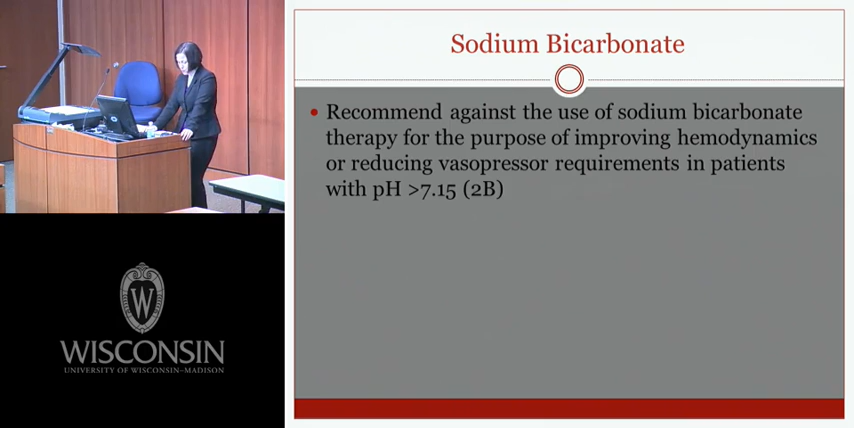 Sodium Bicarbonate
• Recommend against the use of sodium bicarbonate
therapy for the purpose of improving hemodynamics
or reducing vasopressor requirements in patients
with pH >7.15 (2B)
W
WISCONSIN
UNIVERSITY OF WISCONSIN–MADISON